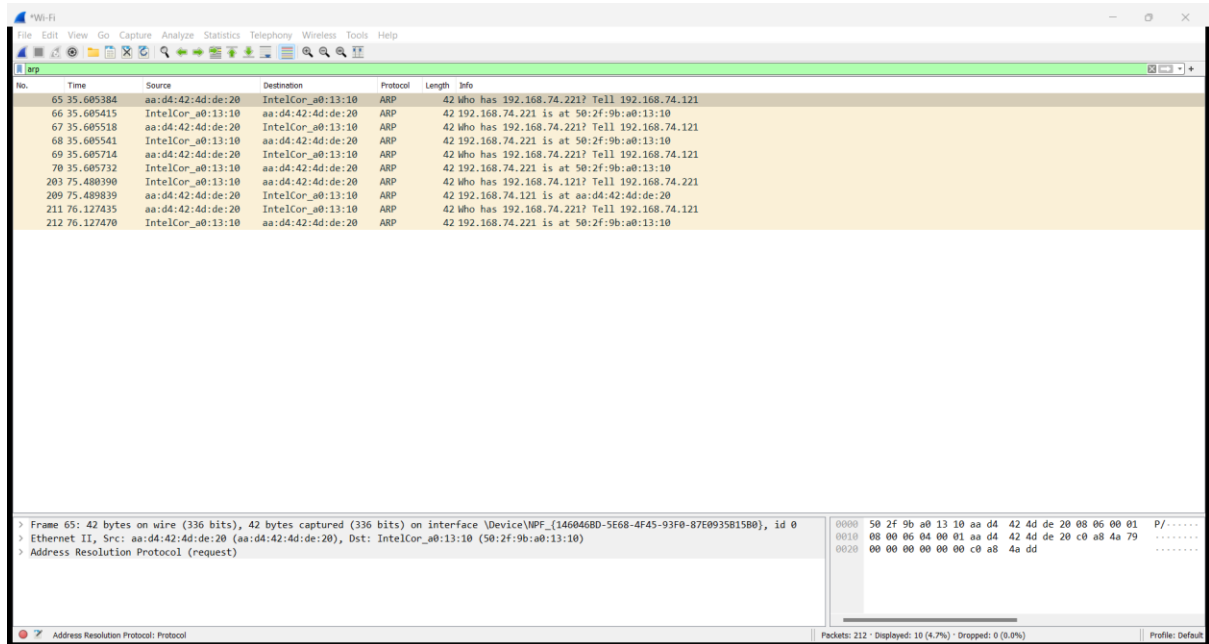 *Wi-Fi
File Edit View Go Capture Analyze Statistics Telephony Wireless Tools Help
arp
No. Time Source Destination Protocol Length Info
65 35.605384 aa:d4:42:4d:de:20 IntelCor_a0:13:10 ARP 42 Who has 192.168.74.221? Tell 192.168.74.121
66 35.605415 IntelCor_a0:13:10 aa:d4:42:4d:de:20 ARP 42 192.168.74.221 is at 50:2f:9b:a0:13:10
67 35.605518 aa:d4:42:4d:de:20 IntelCor_a0:13:10 ARP 42 Who has 192.168.74.221? Tell 192.168.74.121
68 35.605541 IntelCor_a0:13:10 aa:d4:42:4d:de:20 ARP 42 192.168.74.221 is at 50:2f:9b:a0:13:10
69 35.605714 aa:d4:42:4d:de:20 IntelCor_a0:13:10 ARP 42 Who has 192.168.74.221? Tell 192.168.74.121
70 35.605732 IntelCor_a0:13:10 aa:d4:42:4d:de:20 ARP 42 192.168.74.221 is at 50:2f:9b:a0:13:10
203 75.480390 IntelCor_a0:13:10 aa:d4:42:4d:de:20 ARP 42 Who has 192.168.74.121? Tell 192.168.74.221
209 75.489839 aa:d4:42:4d:de:20 IntelCor_a0:13:10 ARP 42 192.168.74.121 is at aa:d4:42:4d:de:20
211 76.127435 aa:d4:42:4d:de:20 IntelCor_a0:13:10 ARP 42 Who has 192.168.74.221? Tell 192.168.74.121
212 76.127470 IntelCor_a0:13:10 aa:d4:42:4d:de:20 ARP 42 192.168.74.221 is at 50:2f:9b:a0:13:10
> Frame 65: 42 bytes on wire (336 bits), 42 bytes captured (336 bits) on interface \Device\NPF_{146046BD-5E68-4F45-93F0-87E0935B15B0}, id 0
> Ethernet II, Src: aa:d4:42:4d:de:20 (aa:d4:42:4d:de:20), Dst: IntelCor_a0:13:10 (50:2f:9b:a0:13:10)
> Address Resolution Protocol (request)
0000 50 2f 9b a0 13 10 aa d4 42 4d de 20 08 06 00 01 P/······
0010 08 00 06 04 00 01 aa d4 42 4d de 20 c0 a8 4a 79 ········
0020 00 00 00 00 00 00 c0 a8 4a dd ········
Address Resolution Protocol: Protocol
Packets: 212 · Displayed: 10 (4.7%) · Dropped: 0 (0.0%)
Profile: Default